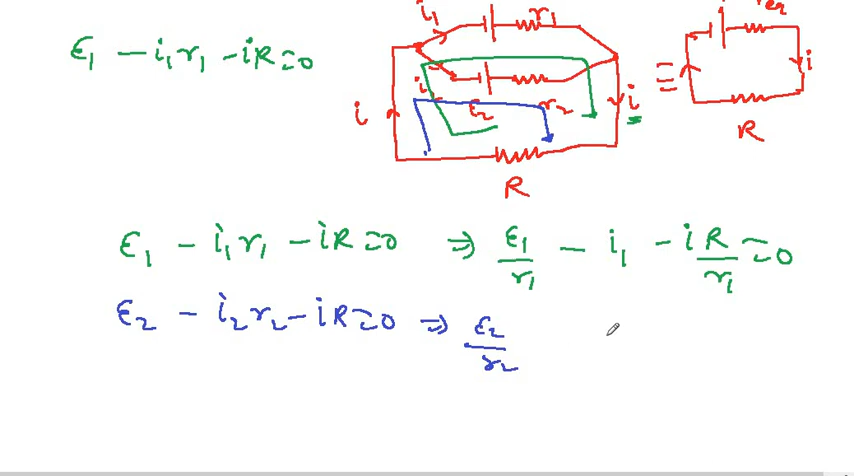 i₁ r₁ r_eq
ε₁ − i₁r₁ − iR = 0
i i ε₂ r₂ i ≡ i
R R
ε₁ − i₁r₁ − iR = 0 ⇒ ε₁/r₁ − i₁ − iR/r₁ = 0
ε₂ − i₂r₂ − iR = 0 ⇒ ε₂/r₂